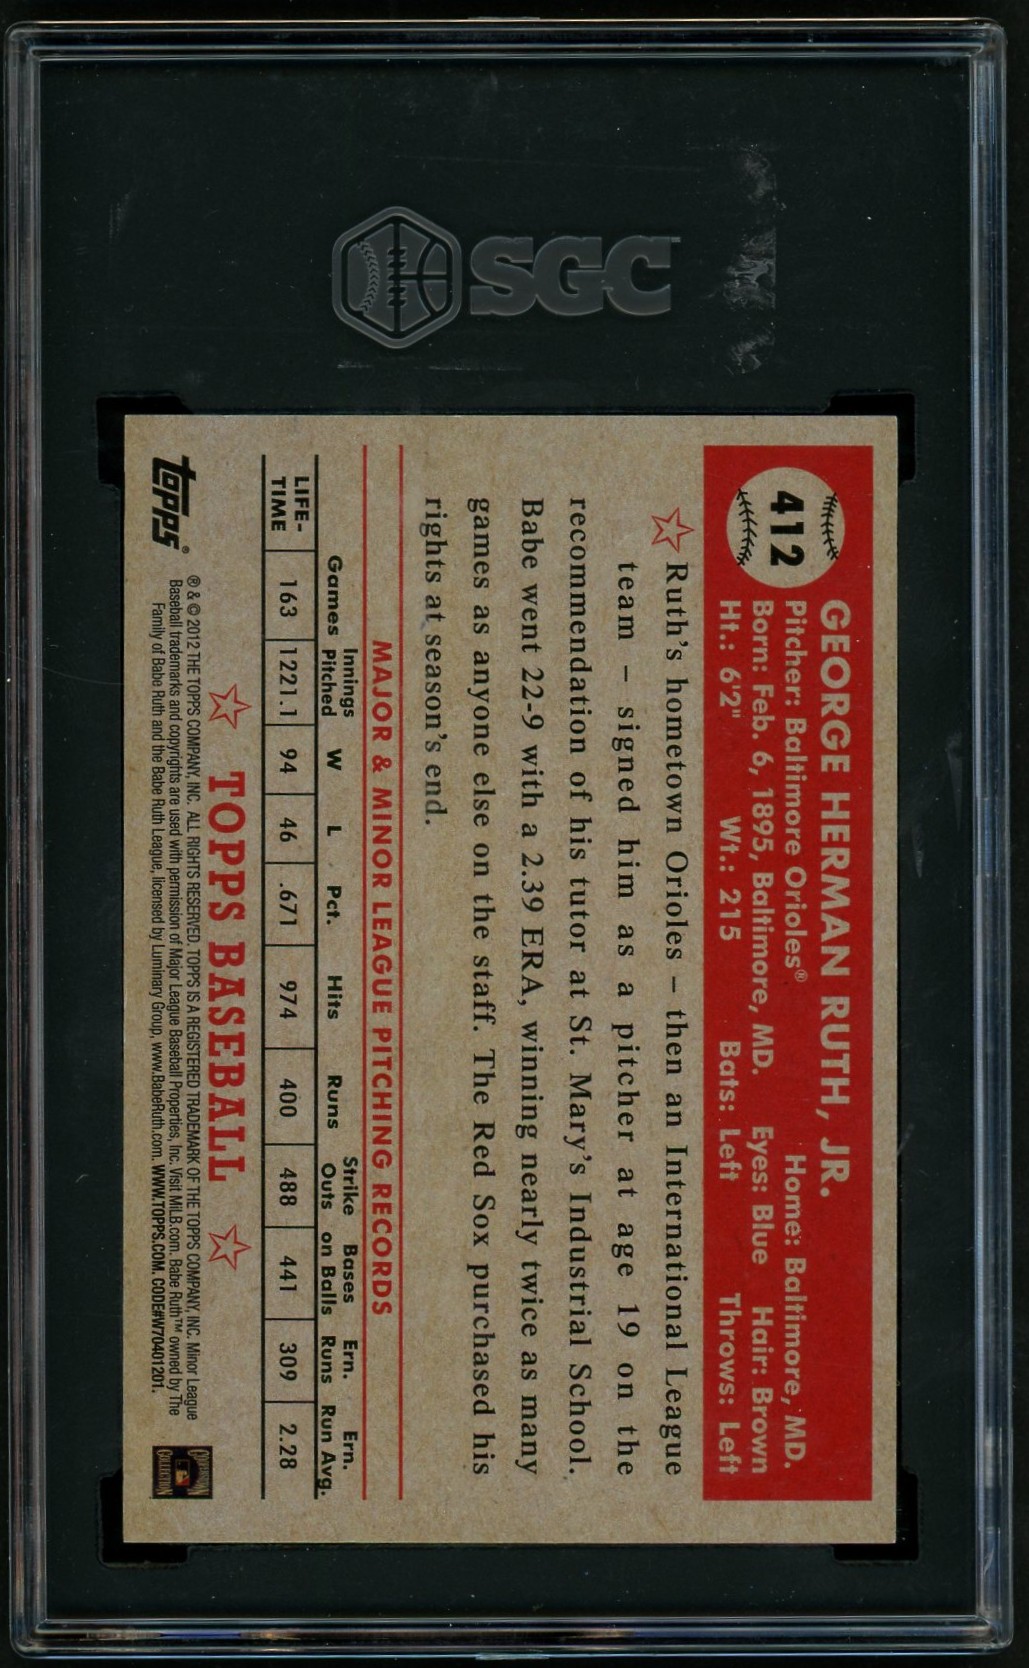 SGC
412
GEORGE HERMAN RUTH, JR.
Pitcher: Baltimore Orioles® Home: Baltimore, MD.
Born: Feb. 6, 1895, Baltimore, MD. Eyes: Blue Hair: Brown
Ht.: 6'2" Wt.: 215 Bats: Left Throws: Left
Ruth's hometown Orioles – then an International League
team – signed him as a pitcher at age 19 on the
recommendation of his tutor at St. Mary's Industrial School.
Babe went 22-9 with a 2.39 ERA, winning nearly twice as many
games as anyone else on the staff. The Red Sox purchased his
rights at season's end.
MAJOR & MINOR LEAGUE PITCHING RECORDS
Games Innings Pitched W L Pct. Hits Runs Strike Outs Bases on Balls Ern. Runs Ern. Run Avg.
LIFE-TIME 163 1221.1 94 46 .671 974 400 488 441 309 2.28
TOPPS BASEBALL
topps®
® & © 2012 THE TOPPS COMPANY, INC. ALL RIGHTS RESERVED. TOPPS IS A REGISTERED TRADEMARK OF THE TOPPS COMPANY, INC. Minor League
Baseball trademarks and copyrights are used with permission of Major League Baseball Properties, Inc. Visit MiLB.com. Babe Ruth™ owned by The
Family of Babe Ruth and the Babe Ruth League, licensed by Luminary Group, www.BabeRuth.com. WWW.TOPPS.COM. CODE#W70401201.
COOPERSTOWN
COLLECTION